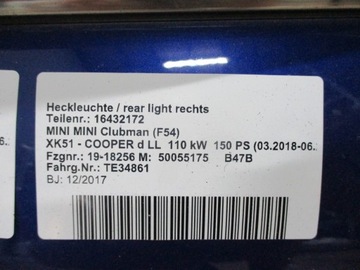 Heckleuchte / rear light rechts
Teilenr.: 16432172
MINI MINI Clubman (F54)
XK51 - COOPER d LL 110 kW 150 PS (03.2018-06.
Fzgnr.: 19-18256 M: 50055175 B47B
Fahrg.Nr.: TE34861
BJ: 12/2017